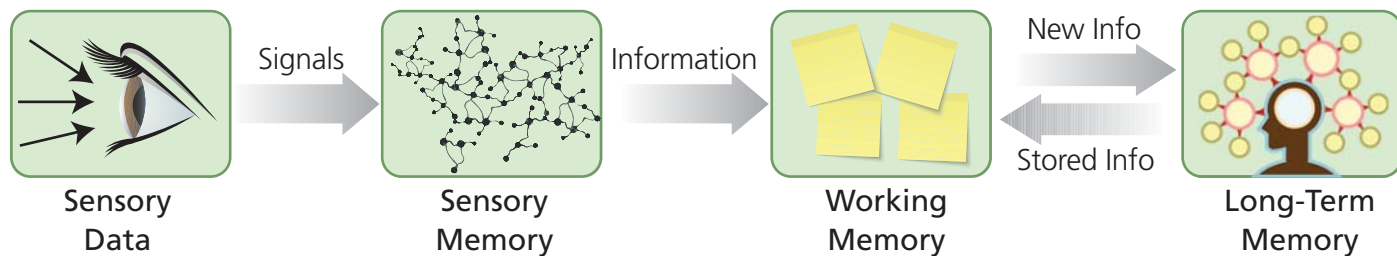 Signals
Information
New Info
Stored Info
Sensory
Data
Sensory
Memory
Working
Memory
Long-Term
Memory